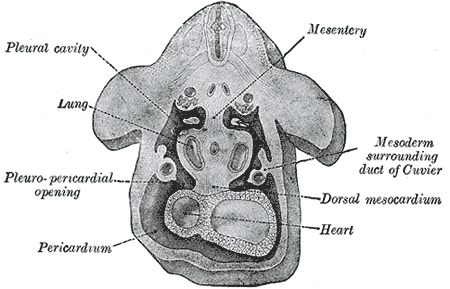 Pleural cavity
Lung
Pleuro-pericardial
opening
Pericardium
Mesentery
Mesoderm
surrounding
duct of Cuvier
Dorsal mesocardium
Heart